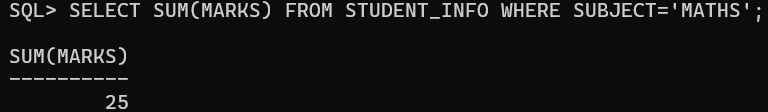 SQL> SELECT SUM(MARKS) FROM STUDENT_INFO WHERE SUBJECT='MATHS';
SUM(MARKS)
----------
25